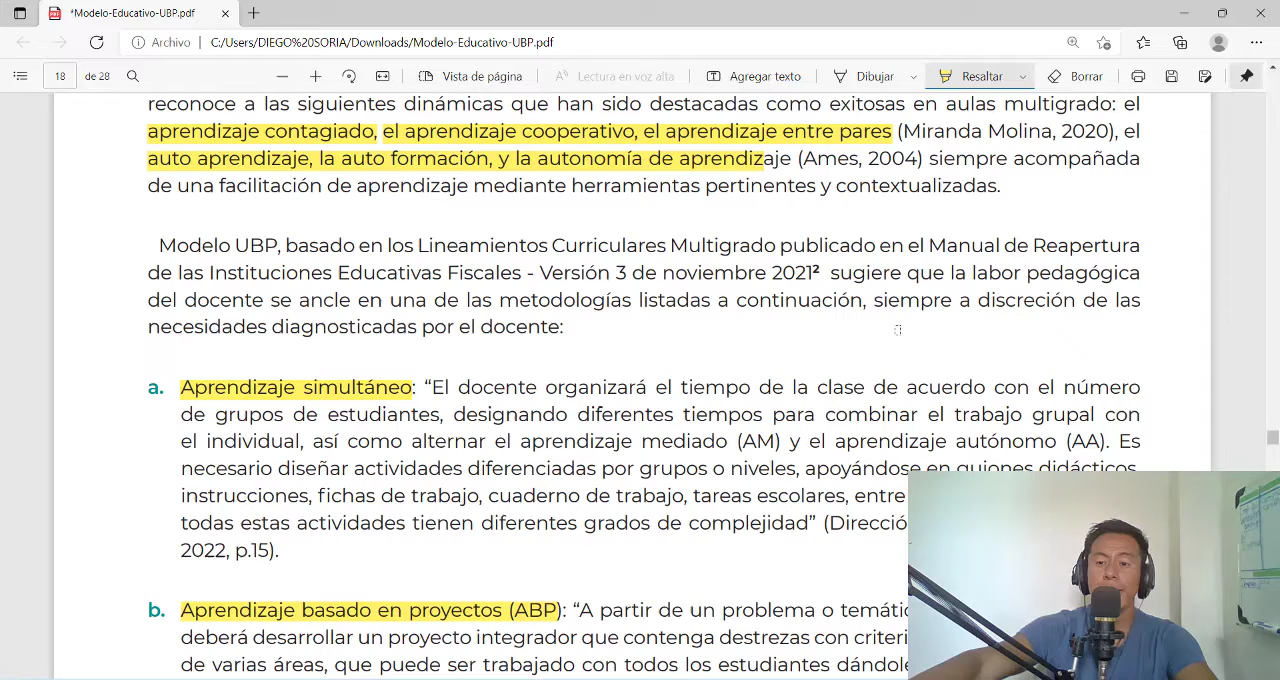 *Modelo-Educativo-UBP.pdf
Archivo C:/Users/DIEGO%20SORIA/Downloads/Modelo-Educativo-UBP.pdf
18 de 28 Vista de página Lectura en voz alta Agregar texto Dibujar Resaltar Borrar
reconoce a las siguientes dinámicas que han sido destacadas como exitosas en aulas multigrado: el
aprendizaje contagiado, el aprendizaje cooperativo, el aprendizaje entre pares (Miranda Molina, 2020), el
auto aprendizaje, la auto formación, y la autonomía de aprendizaje (Ames, 2004) siempre acompañada
de una facilitación de aprendizaje mediante herramientas pertinentes y contextualizadas.
Modelo UBP, basado en los Lineamientos Curriculares Multigrado publicado en el Manual de Reapertura
de las Instituciones Educativas Fiscales - Versión 3 de noviembre 2021² sugiere que la labor pedagógica
del docente se ancle en una de las metodologías listadas a continuación, siempre a discreción de las
necesidades diagnosticadas por el docente:
a. Aprendizaje simultáneo: “El docente organizará el tiempo de la clase de acuerdo con el número
de grupos de estudiantes, designando diferentes tiempos para combinar el trabajo grupal con
el individual, así como alternar el aprendizaje mediado (AM) y el aprendizaje autónomo (AA). Es
necesario diseñar actividades diferenciadas por grupos o niveles, apoyándose en guiones didácticos,
instrucciones, fichas de trabajo, cuaderno de trabajo, tareas escolares, entre
todas estas actividades tienen diferentes grados de complejidad” (Direcció
2022, p.15).
b. Aprendizaje basado en proyectos (ABP): “A partir de un problema o temátic
deberá desarrollar un proyecto integrador que contenga destrezas con criteri
de varias áreas, que puede ser trabajado con todos los estudiantes dándole